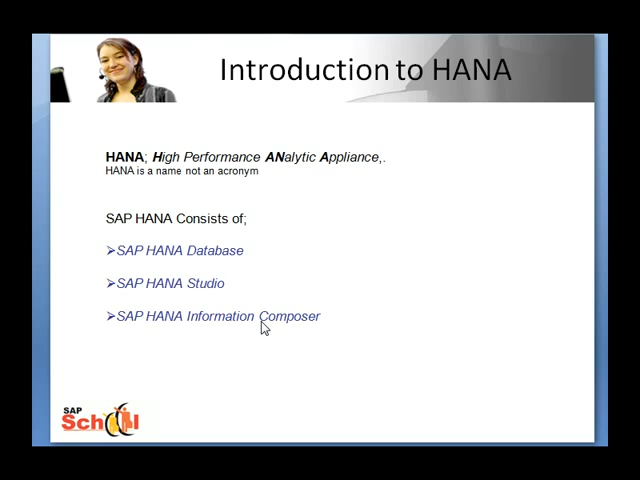 Introduction to HANA
HANA; High Performance ANalytic Appliance,.
HANA is a name not an acronym
SAP HANA Consists of;
➢SAP HANA Database
➢SAP HANA Studio
➢SAP HANA Information Composer
SAP
School